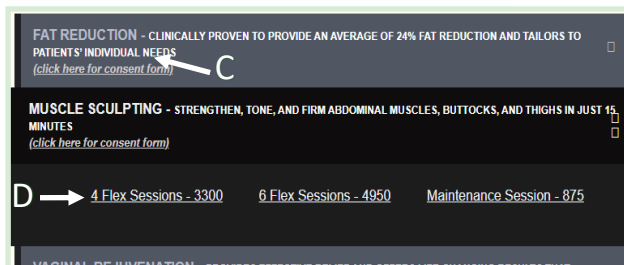 FAT REDUCTION - CLINICALLY PROVEN TO PROVIDE AN AVERAGE OF 24% FAT REDUCTION AND TAILORS TO
PATIENTS' INDIVIDUAL NEEDS
(click here for consent form)
C
MUSCLE SCULPTING - STRENGTHEN, TONE, AND FIRM ABDOMINAL MUSCLES, BUTTOCKS, AND THIGHS IN JUST 15
MINUTES
(click here for consent form)
D 4 Flex Sessions - 3300 6 Flex Sessions - 4950 Maintenance Session - 875
VAGINAL REJUVENATION -